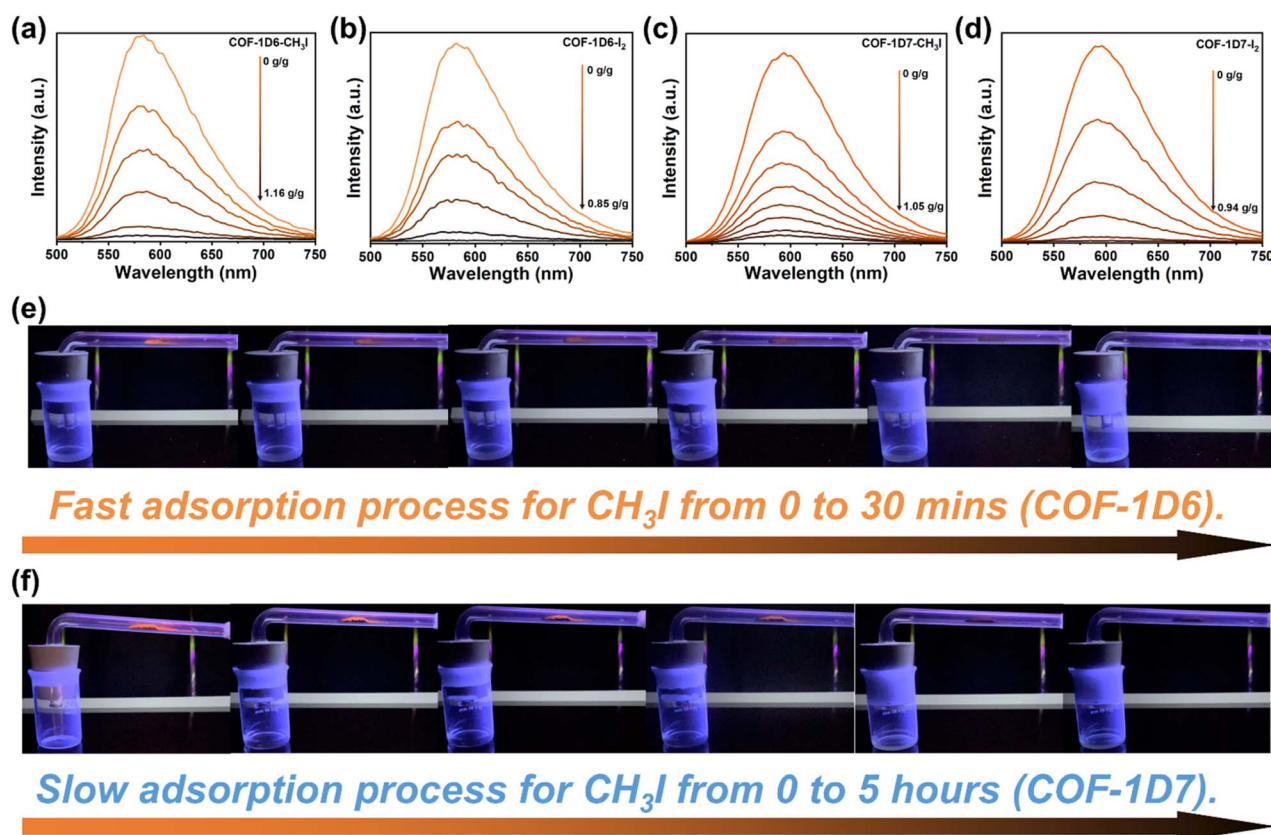 (a)
COF-1D6-CH₃I
0 g/g
1.16 g/g
Intensity (a.u.)
500 550 600 650 700 750
Wavelength (nm)
(b)
COF-1D6-I₂
0 g/g
0.85 g/g
Intensity (a.u.)
500 550 600 650 700 750
Wavelength (nm)
(c)
COF-1D7-CH₃I
0 g/g
1.05 g/g
Intensity (a.u.)
500 550 600 650 700 750
Wavelength (nm)
(d)
COF-1D7-I₂
0 g/g
0.94 g/g
Intensity (a.u.)
500 550 600 650 700 750
Wavelength (nm)
(e)
Fast adsorption process for CH₃I from 0 to 30 mins (COF-1D6).
(f)
Slow adsorption process for CH₃I from 0 to 5 hours (COF-1D7).